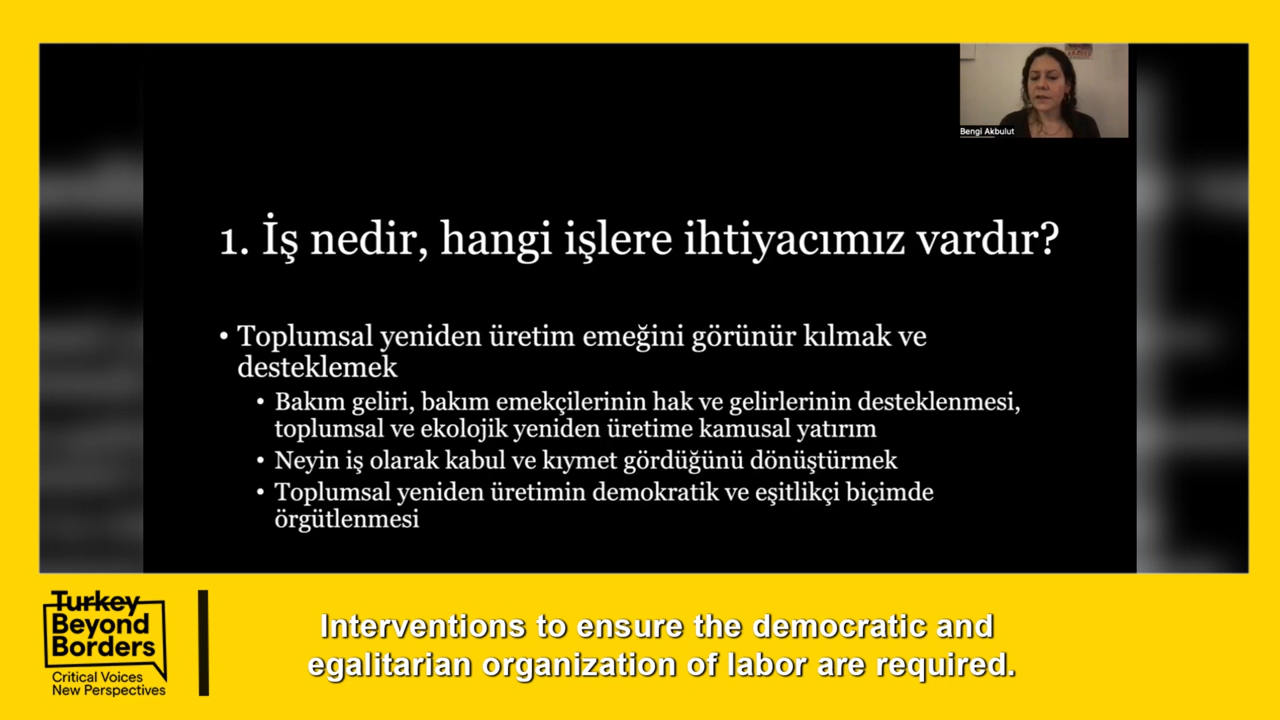 Bengi Akbulut
1. İş nedir, hangi işlere ihtiyacımız vardır?
• Toplumsal yeniden üretim emeğini görünür kılmak ve
desteklemek
• Bakım geliri, bakım emekçilerinin hak ve gelirlerinin desteklenmesi,
toplumsal ve ekolojik yeniden üretime kamusal yatırım
• Neyin iş olarak kabul ve kıymet gördüğünü dönüştürmek
• Toplumsal yeniden üretimin demokratik ve eşitlikçi biçimde
örgütlenmesi
Turkey
Beyond
Borders
Critical Voices
New Perspectives
Interventions to ensure the democratic and
egalitarian organization of labor are required.